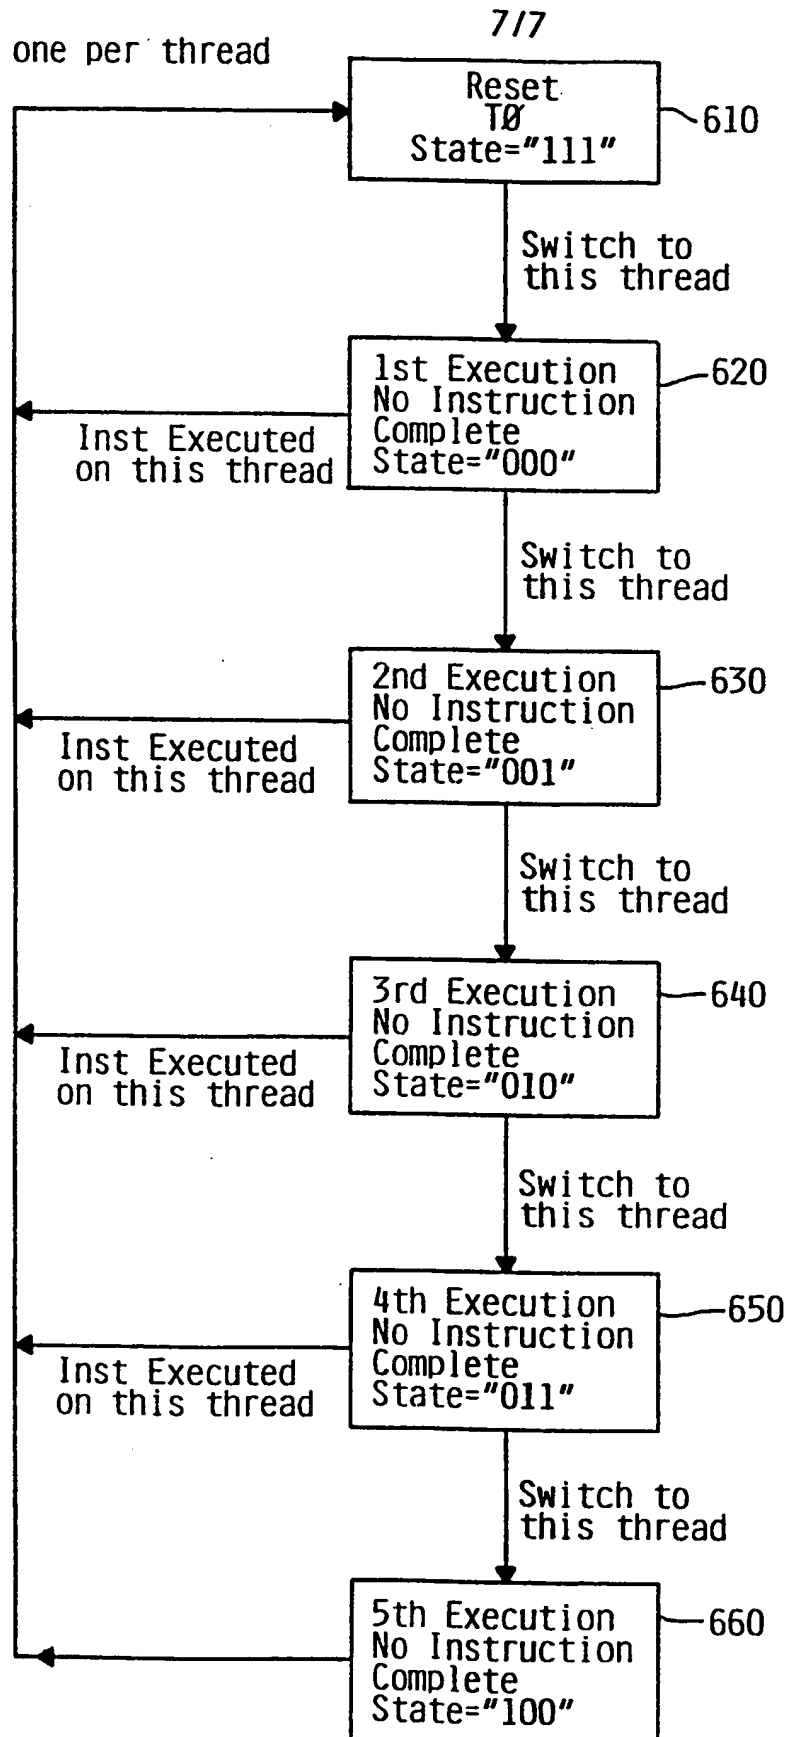 7/7
one per thread
Reset
TØ
State="111"
610
Switch to
this thread
1st Execution
No Instruction
Complete
State="000"
620
Inst Executed
on this thread
Switch to
this thread
2nd Execution
No Instruction
Complete
State="001"
630
Inst Executed
on this thread
Switch to
this thread
3rd Execution
No Instruction
Complete
State="010"
640
Inst Executed
on this thread
Switch to
this thread
4th Execution
No Instruction
Complete
State="011"
650
Inst Executed
on this thread
Switch to
this thread
5th Execution
No Instruction
Complete
State="100"
660